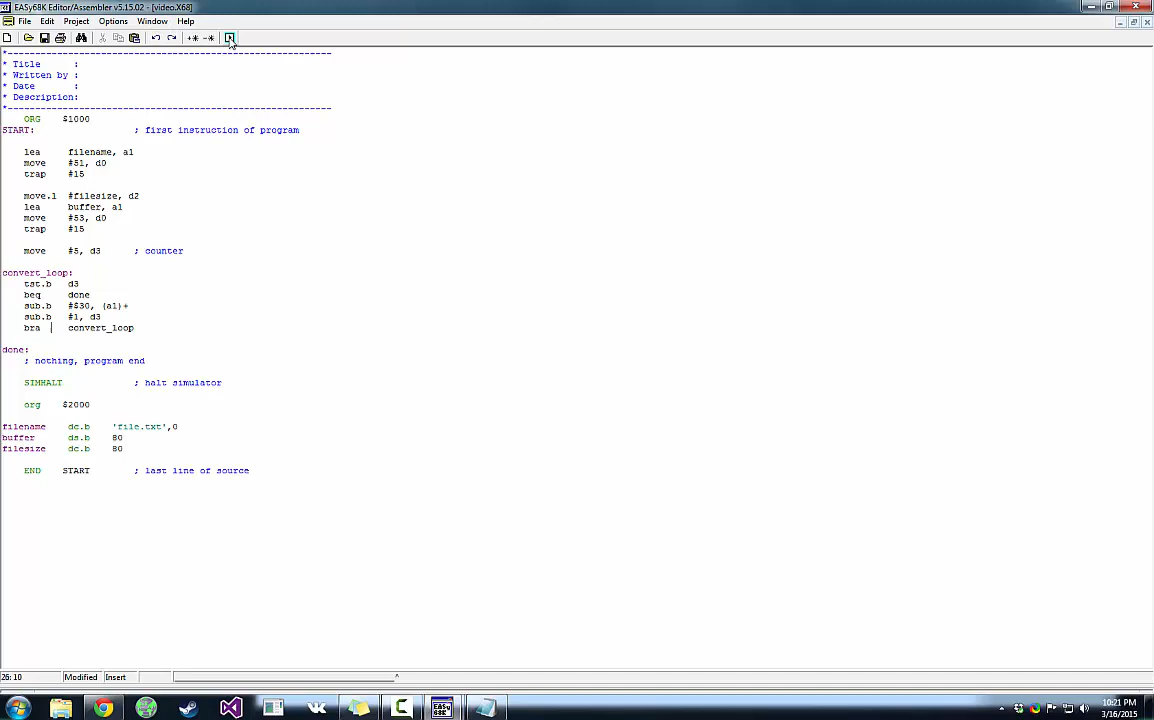 EASy68K Editor/Assembler v5.15.02 - [video.X68]
File Edit Project Options Window Help
*-----------------------------------------------------------
* Title      :
* Written by :
* Date       :
* Description:
*-----------------------------------------------------------
    ORG    $1000
START:                  ; first instruction of program
    lea     filename, a1
    move    #51, d0
    trap    #15
    move.l  #filesize, d2
    lea     buffer, a1
    move    #53, d0
    trap    #15
    move    #5, d3      ; counter
convert_loop:
    tst.b   d3
    beq     done
    sub.b   #$30, (a1)+
    sub.b   #1, d3
    bra     convert_loop
done:
    ; nothing, program end
    SIMHALT             ; halt simulator
    org    $2000
filename    dc.b    'file.txt',0
buffer      ds.b    80
filesize    dc.b    80
    END    START        ; last line of source
26: 10 Modified Insert
EASy 68K
10:21 PM
3/16/2015